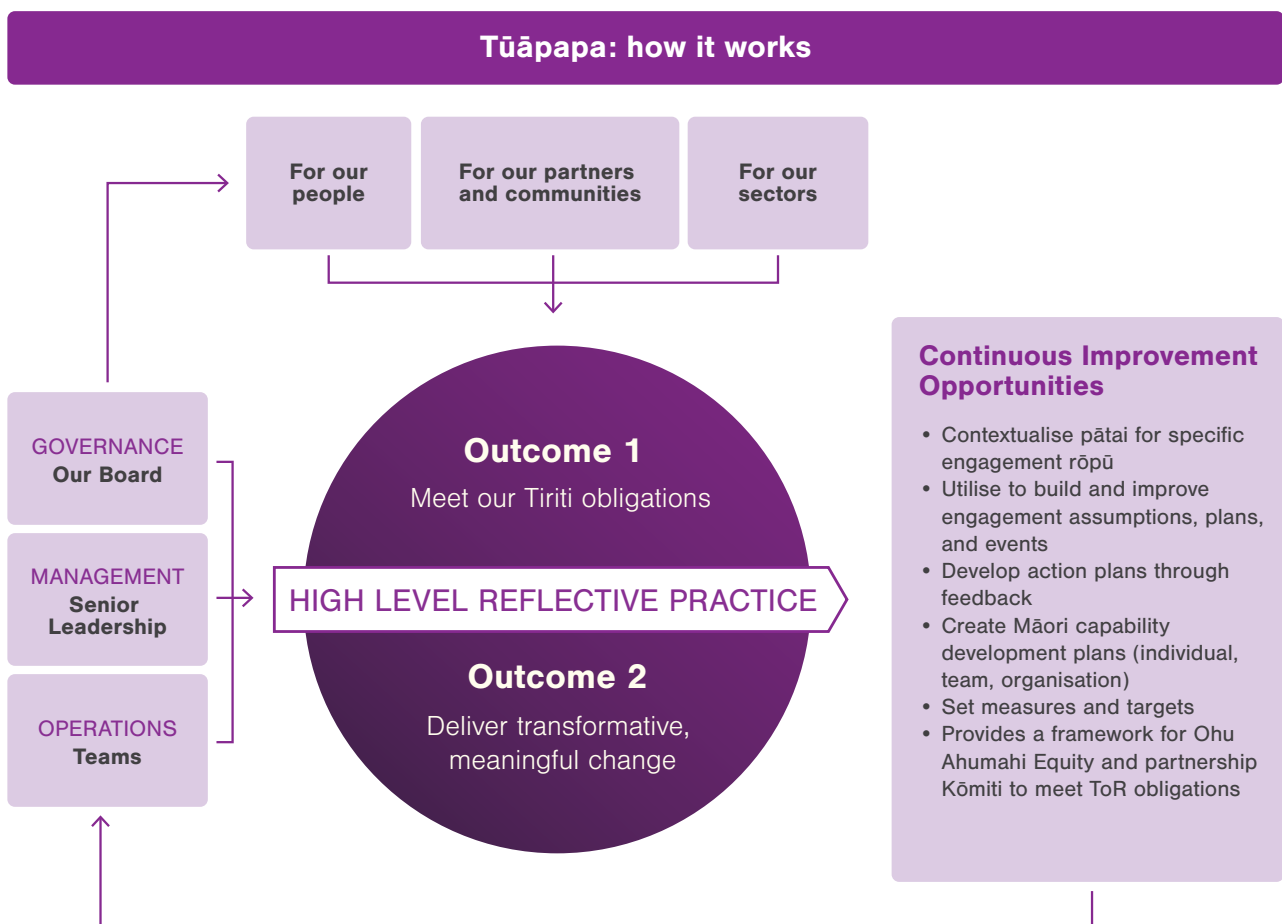 Tūāpapa: how it works
For our
people
For our partners
and communities
For our
sectors
GOVERNANCE
Our Board
MANAGEMENT
Senior
Leadership
OPERATIONS
Teams
Outcome 1
Meet our Tiriti obligations
HIGH LEVEL REFLECTIVE PRACTICE
Outcome 2
Deliver transformative,
meaningful change
Continuous Improvement
Opportunities
• Contextualise pātai for specific
engagement rōpū
• Utilise to build and improve
engagement assumptions, plans,
and events
• Develop action plans through
feedback
• Create Māori capability
development plans (individual,
team, organisation)
• Set measures and targets
• Provides a framework for Ohu
Ahumahi Equity and partnership
Kōmiti to meet ToR obligations